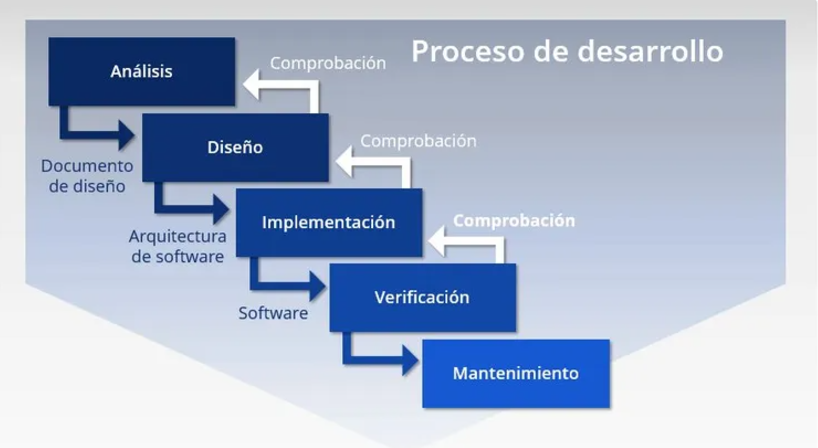 Proceso de desarrollo
Análisis
Comprobación
Diseño
Documento
de diseño
Comprobación
Implementación
Arquitectura
de software
Comprobación
Verificación
Software
Mantenimiento